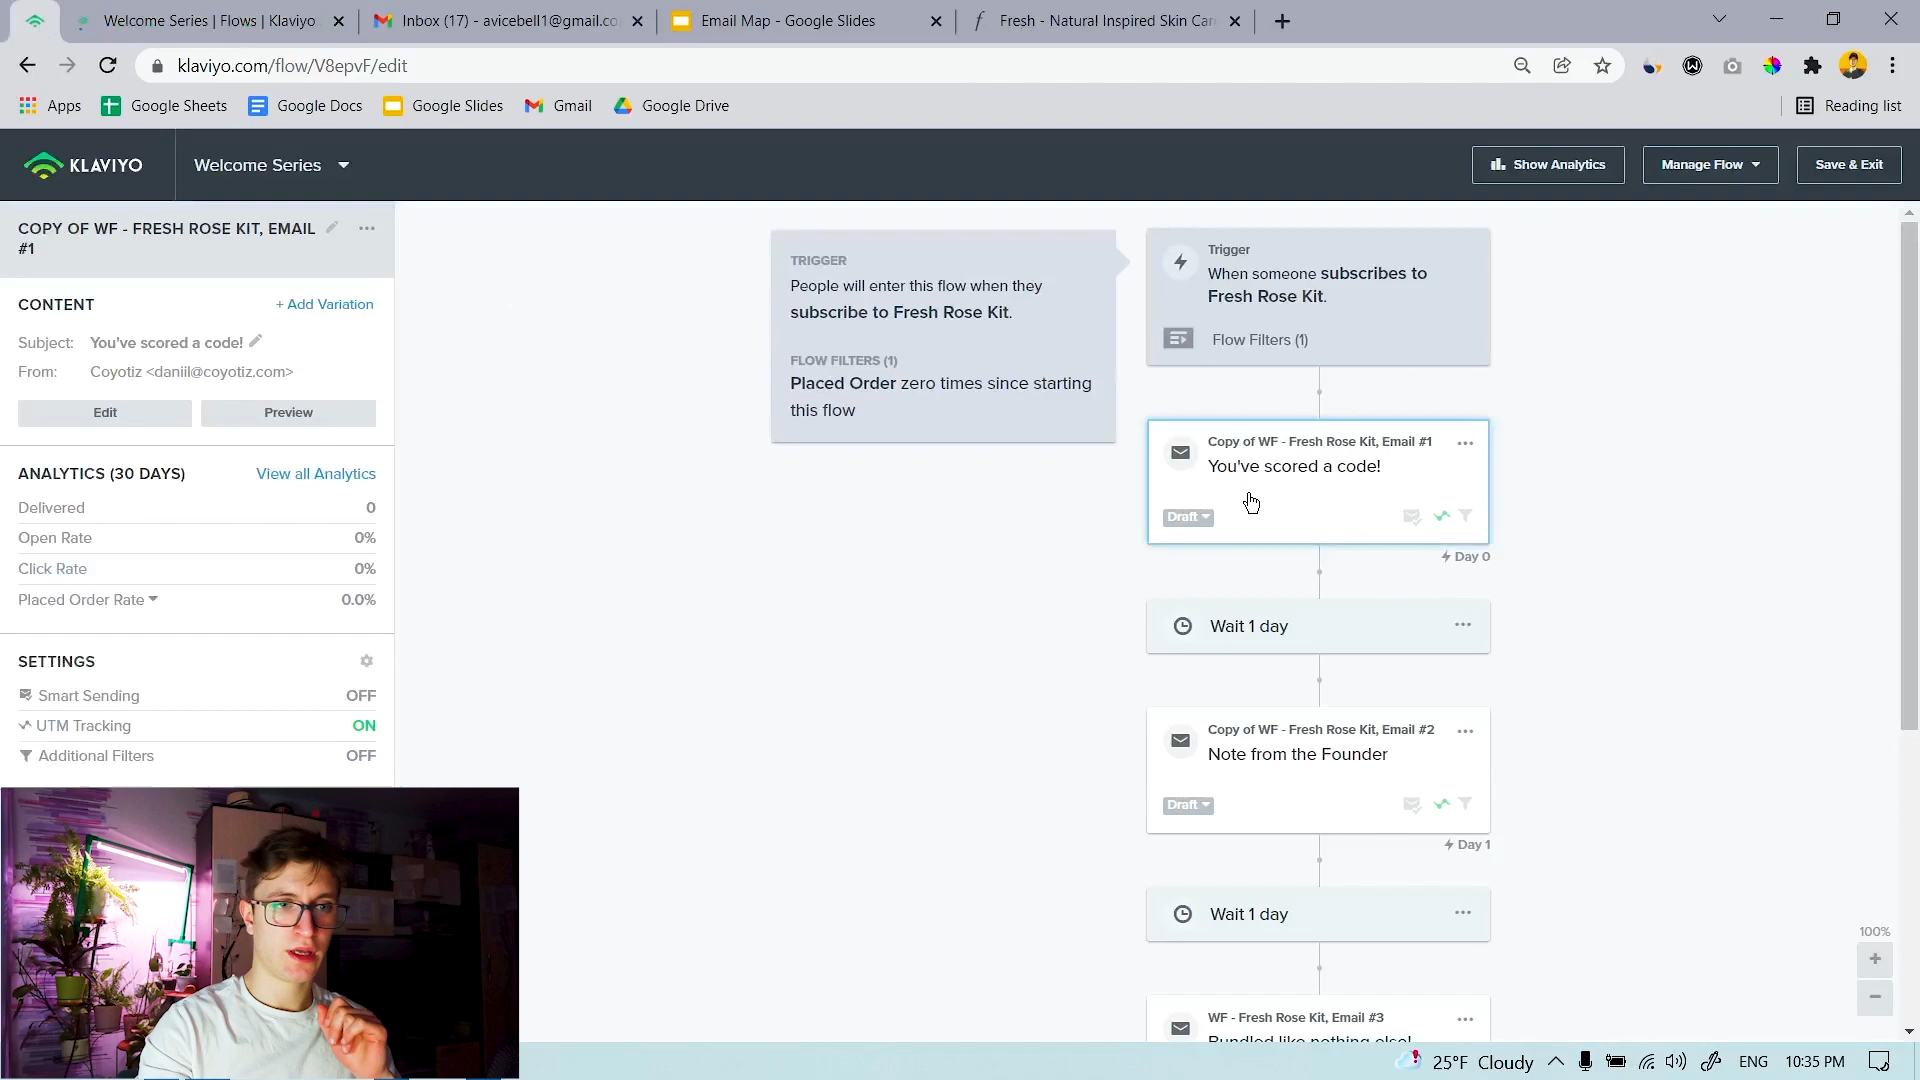 Welcome Series | Flows | Klaviyo
Inbox (17) - avicebell1@gmail.co
Email Map - Google Slides
Fresh - Natural Inspired Skin Car
klaviyo.com/flow/V8epvF/edit
Apps
Google Sheets
Google Docs
Google Slides
Gmail
Google Drive
Reading list
KLAVIYO
Welcome Series
Show Analytics
Manage Flow
Save & Exit
COPY OF WF - FRESH ROSE KIT, EMAIL
#1
CONTENT
+ Add Variation
Subject: You've scored a code!
From: Coyotiz <daniil@coyotiz.com>
Edit
Preview
ANALYTICS (30 DAYS)
View all Analytics
Delivered 0
Open Rate 0%
Click Rate 0%
Placed Order Rate 0.0%
SETTINGS
Smart Sending OFF
UTM Tracking ON
Additional Filters OFF
TRIGGER
People will enter this flow when they
subscribe to Fresh Rose Kit.
FLOW FILTERS (1)
Placed Order zero times since starting
this flow
Trigger
When someone subscribes to
Fresh Rose Kit.
Flow Filters (1)
Copy of WF - Fresh Rose Kit, Email #1
You've scored a code!
Draft
Day 0
Wait 1 day
Copy of WF - Fresh Rose Kit, Email #2
Note from the Founder
Draft
Day 1
Wait 1 day
WF - Fresh Rose Kit, Email #3
Bundled like nothing else!
100%
25°F Cloudy
ENG
10:35 PM